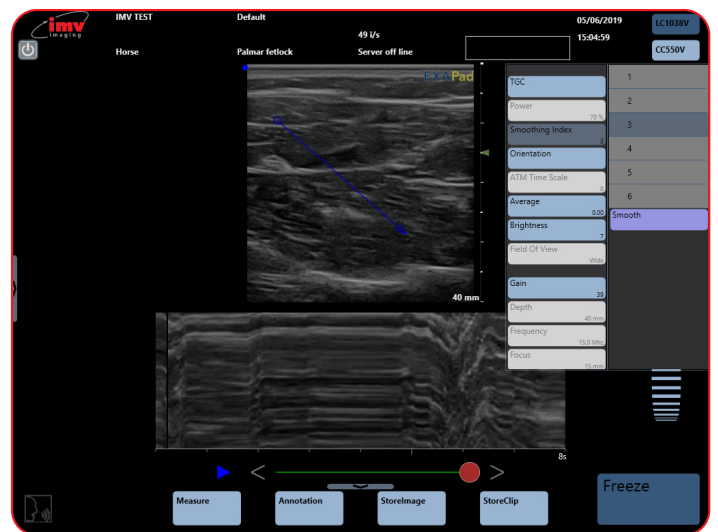 imv
imaging
IMV TEST
Default
49 i/s
05/06/2019
15:04:59
LC1038V
Horse
Palmar fetlock
Server off line
CC550V
EXAPad
TGC
Power
70 %
Smoothing Index
3
Orientation
ATM Time Scale
8
Average
0.00
Brightness
7
Field Of View
Wide
Gain
39
Depth
40 mm
Frequency
15.0 Mhz
Focus
15 mm
1
2
3
4
5
6
Smooth
40 mm
8s
Measure
Annotation
StoreImage
StoreClip
Freeze